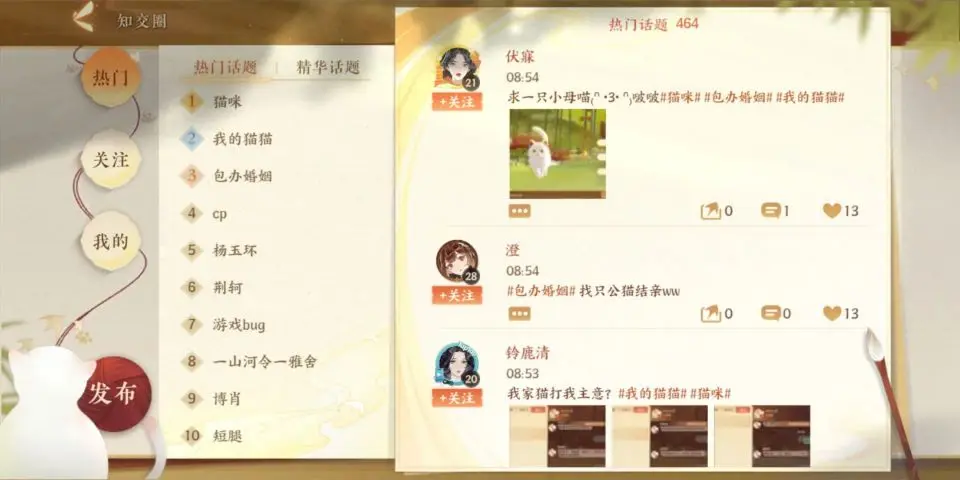 知交圈
热门
关注
我的
发布
热门话题
精华话题
1 猫咪
2 我的猫猫
3 包办婚姻
4 cp
5 杨玉环
6 荆轲
7 游戏bug
8 一山河令一雅舍
9 博肖
10 短腿
热门话题 464
伏寐
21
08:54
+关注
求一只小母喵(ᐢ •3• ᐢ)啵啵#猫咪# #包办婚姻# #我的猫猫#
0 1 13
澄
28
08:54
+关注
#包办婚姻# 找只公猫结亲ww
0 0 13
铃鹿清
20
08:53
+关注
我家猫打我主意？#我的猫猫# #猫咪#